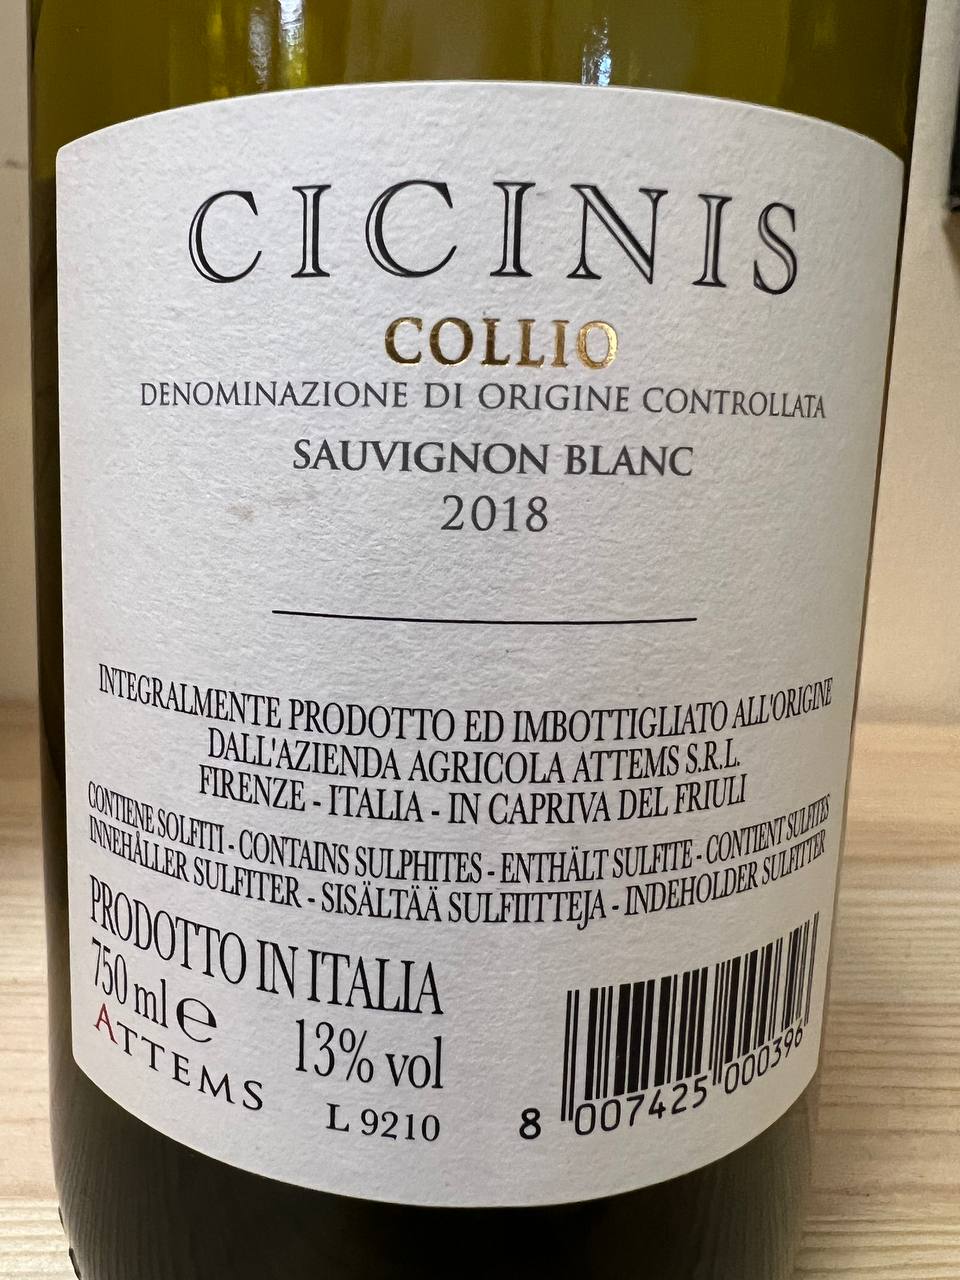 CICINIS
COLLIO
DENOMINAZIONE DI ORIGINE CONTROLLATA
SAUVIGNON BLANC
2018
INTEGRALMENTE PRODOTTO ED IMBOTTIGLIATO ALL'ORIGINE
DALL'AZIENDA AGRICOLA ATTEMS S.R.L.
FIRENZE - ITALIA - IN CAPRIVA DEL FRIULI
CONTIENE SOLFITI - CONTAINS SULPHITES - ENTHÄLT SULFITE - CONTIENT SULFITES
INNEHÅLLER SULFITER - SISÄLTÄÄ SULFIITTEJA - INDEHOLDER SULFITTER
PRODOTTO IN ITALIA
750 ml e
13% vol
ATTEMS
L 9210
8 007425 000396